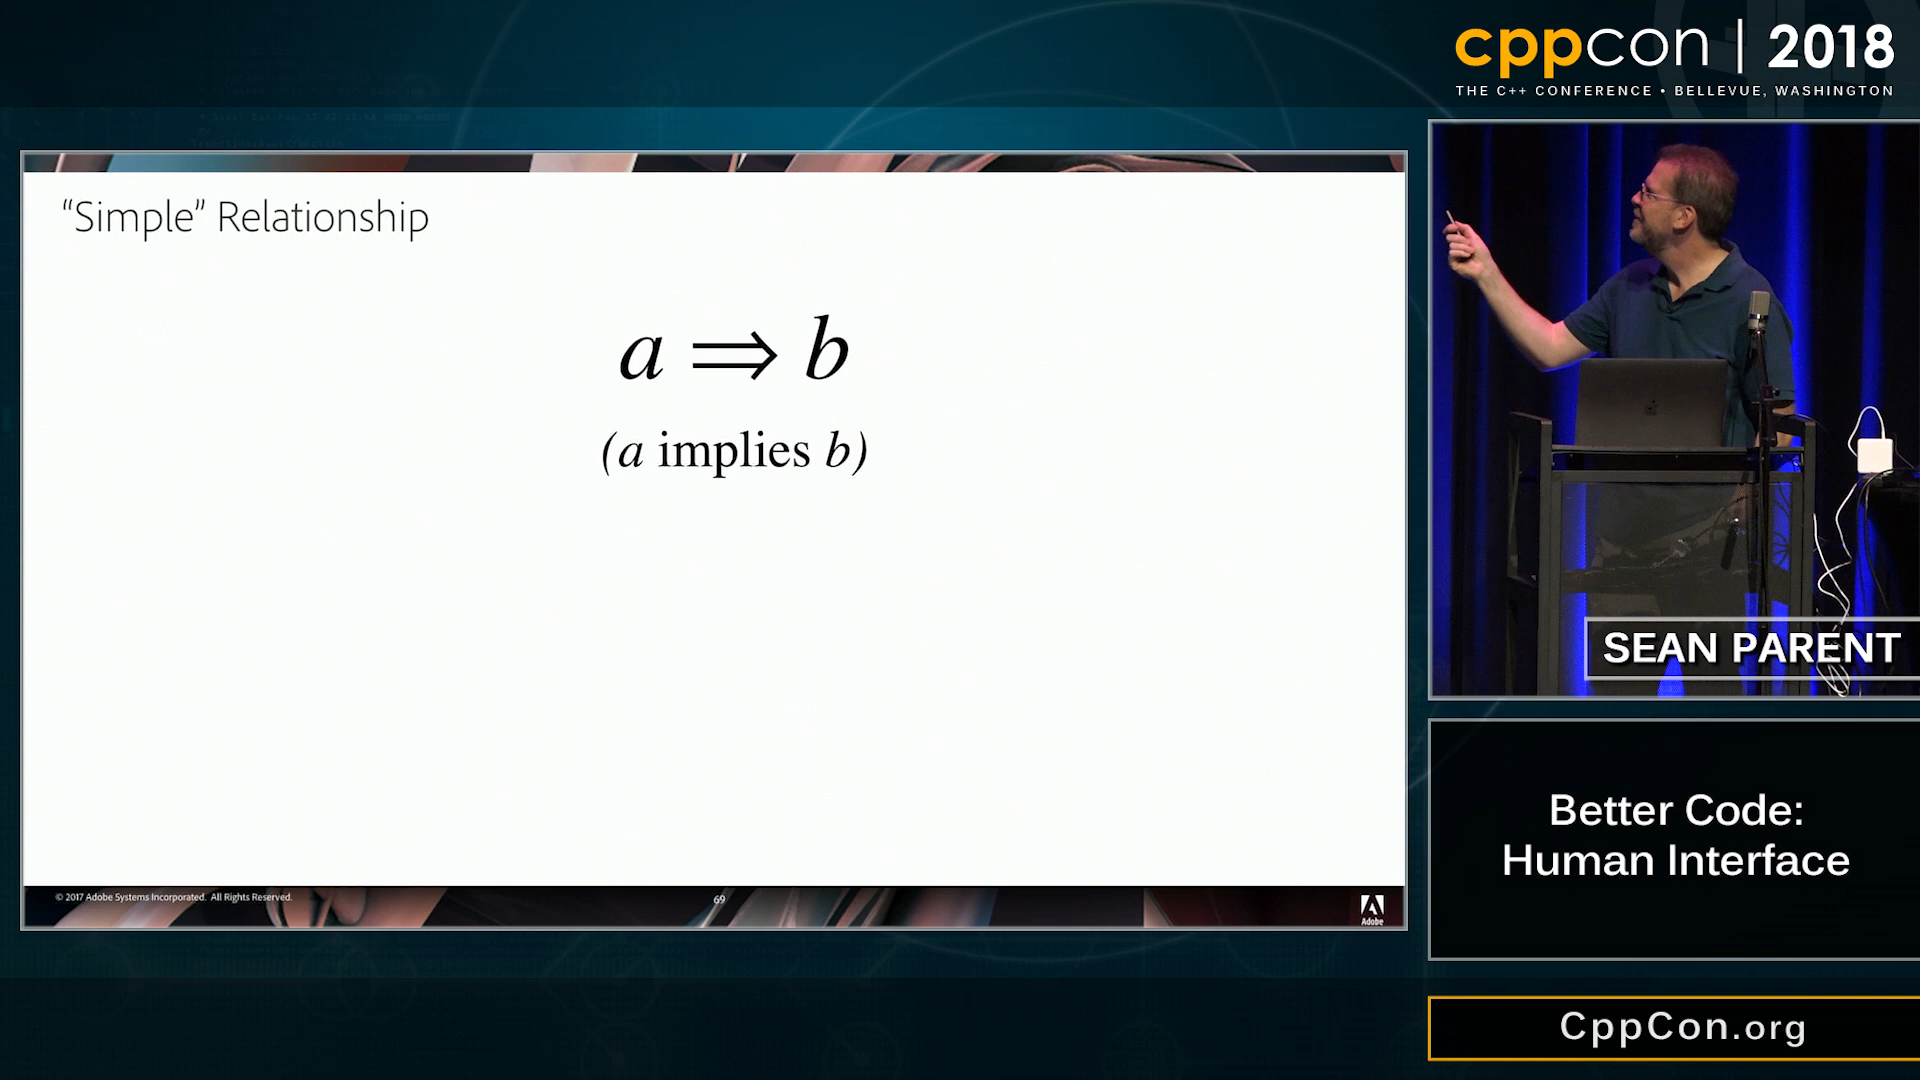 cppcon | 2018
THE C++ CONFERENCE • BELLEVUE, WASHINGTON
“Simple” Relationship
a ⟹ b
(a implies b)
© 2017 Adobe Systems Incorporated. All Rights Reserved.
69
Adobe
SEAN PARENT
Better Code:
Human Interface
CppCon.org